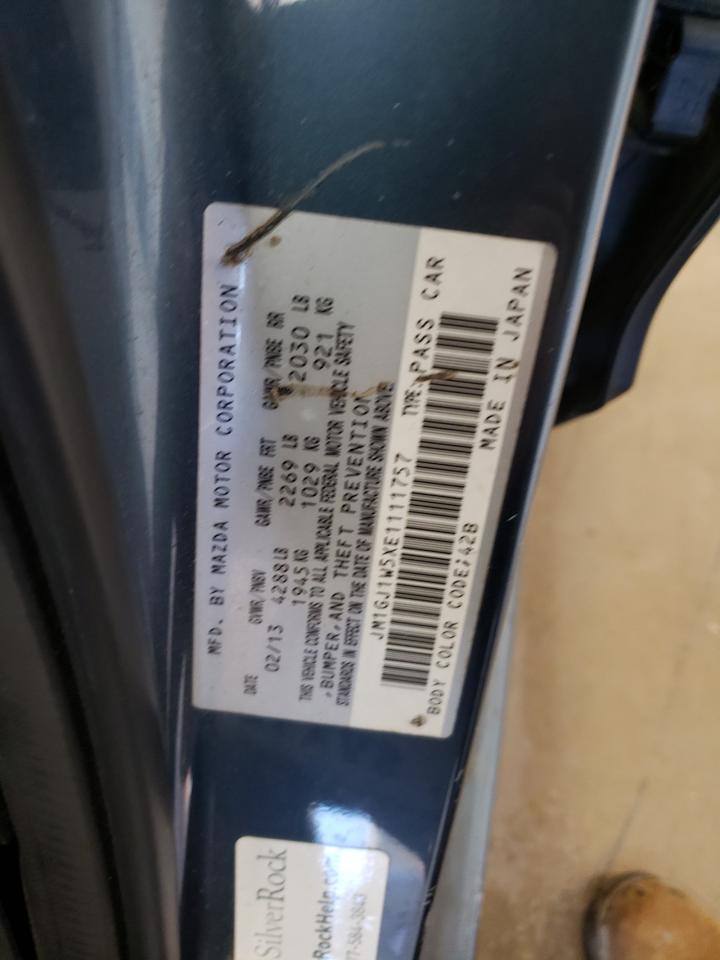 MFD. BY MAZDA MOTOR CORPORATION
DATE GVWR/PNBV GAWR/PNBE FRT GAWR/PNBE RR
02/13 4288LB 2269 LB 2030 LB
1945KG 1029 KG 921 KG
THIS VEHICLE CONFORMS TO ALL APPLICABLE FEDERAL MOTOR VEHICLE SAFETY
,BUMPER,AND THEFT PREVENTION
STANDARDS IN EFFECT ON THE DATE OF MANUFACTURE SHOWN ABOVE.
JM1GJ1W5XE1111757 TYPE:PASS CAR
BODY COLOR CODE;42B MADE IN JAPAN
SilverRock
RockHelp.com